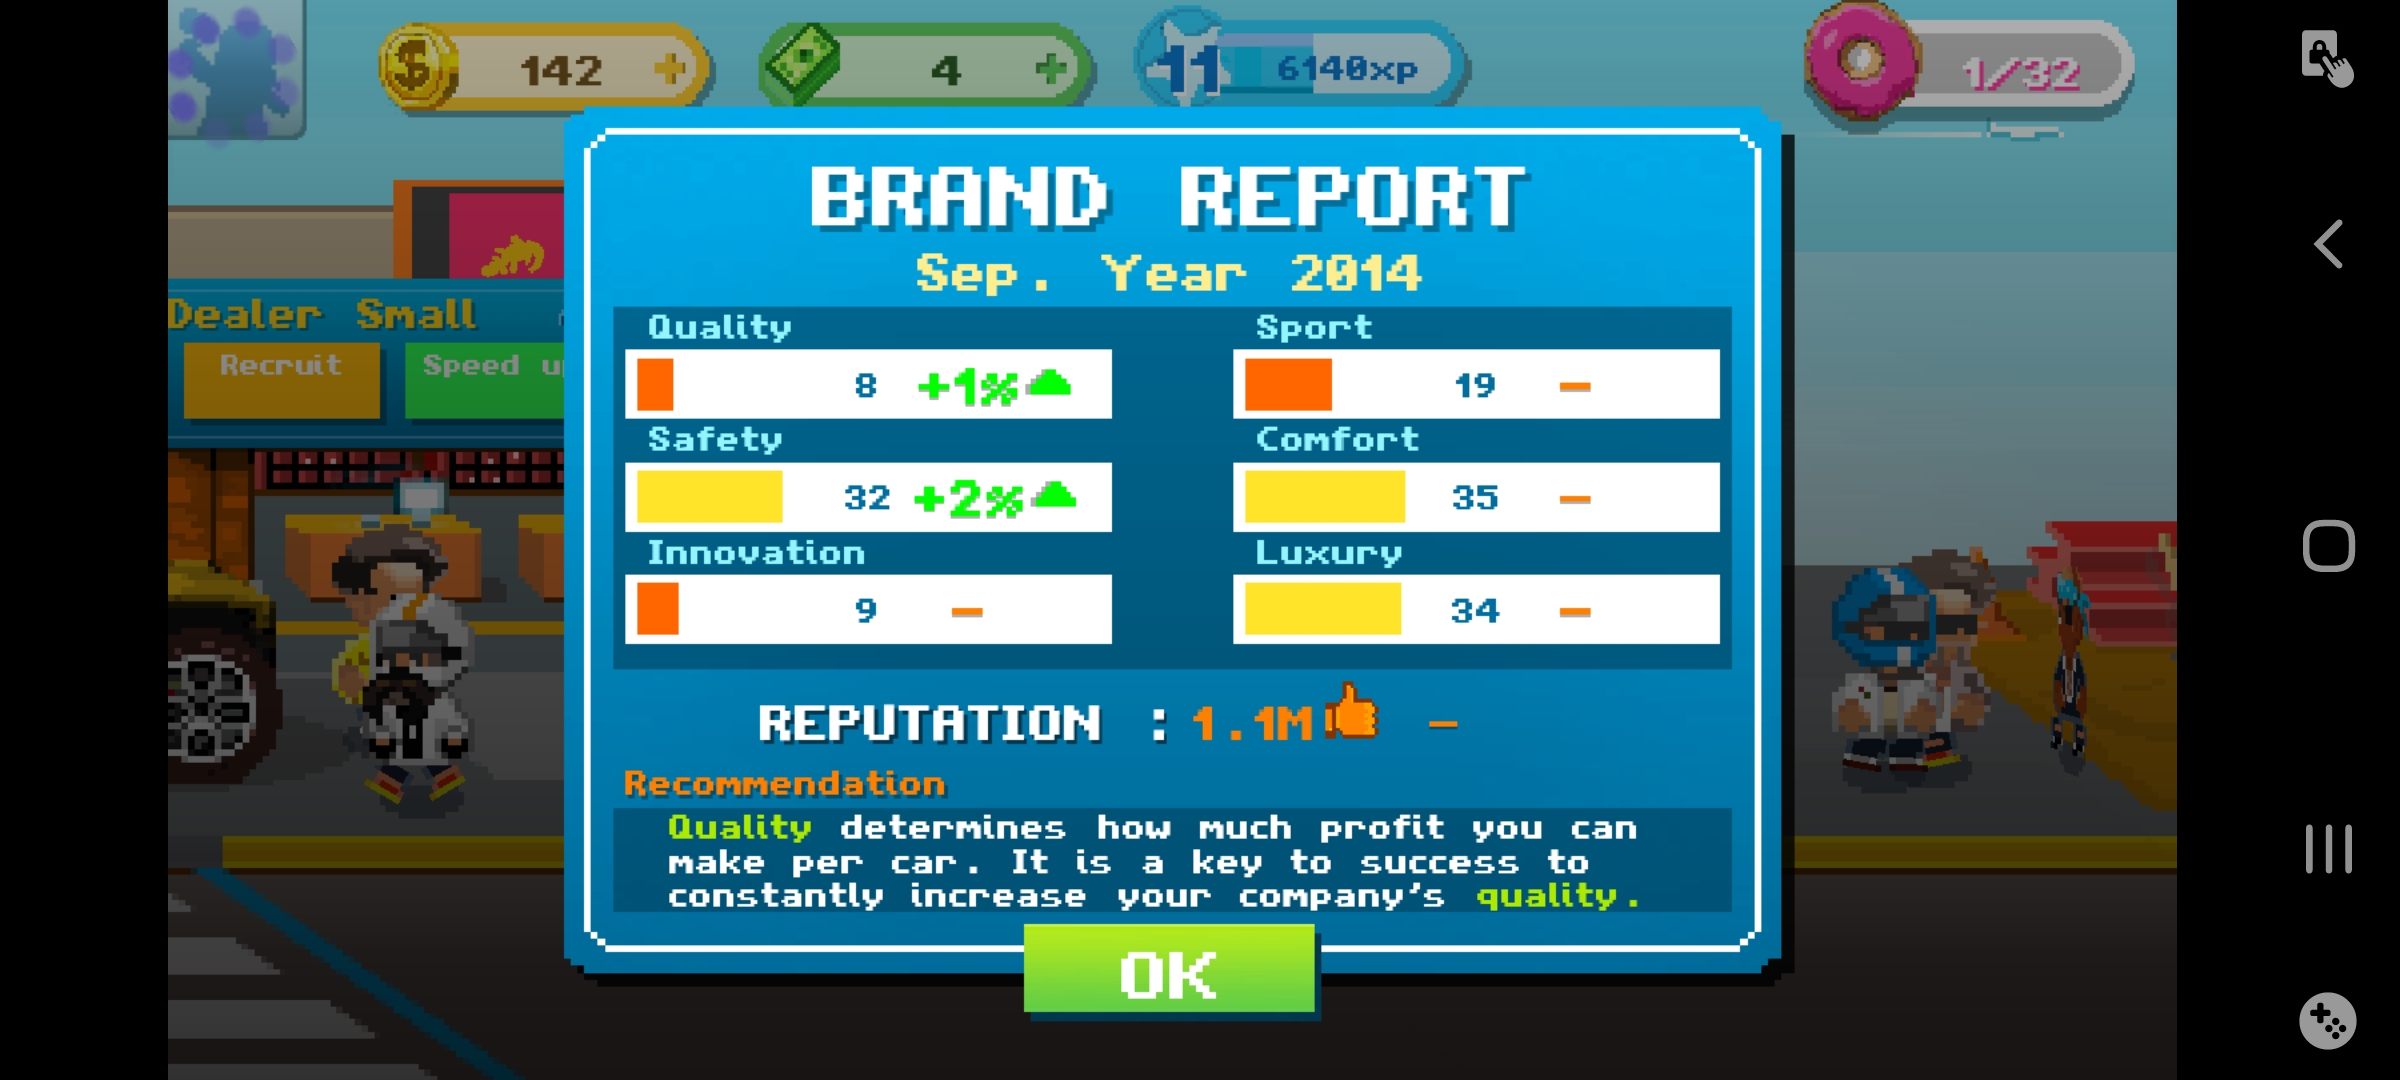 142 +
4 +
11 6140xp
1/32
BRAND REPORT
Sep. Year 2014
Dealer Small
Recruit
Speed u
Quality
8 +1%
Sport
19 -
Safety
32 +2%
Comfort
35 -
Innovation
9 -
Luxury
34 -
REPUTATION : 1.1M -
Recommendation
Quality determines how much profit you can
make per car. It is a key to success to
constantly increase your company's quality.
OK